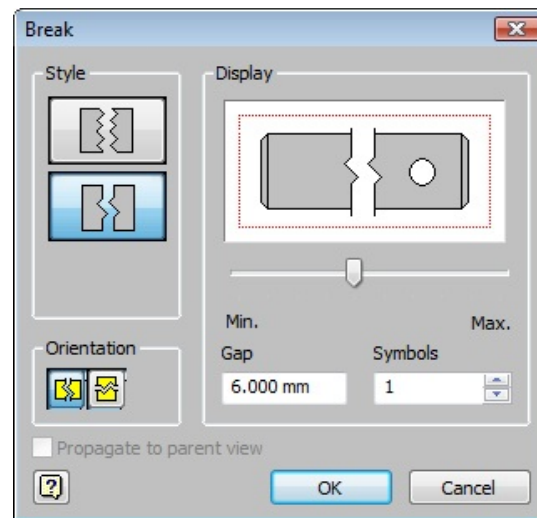 Break
Style
Display
Min.
Max.
Orientation
Gap
Symbols
6.000 mm
1
Propagate to parent view
?
OK
Cancel